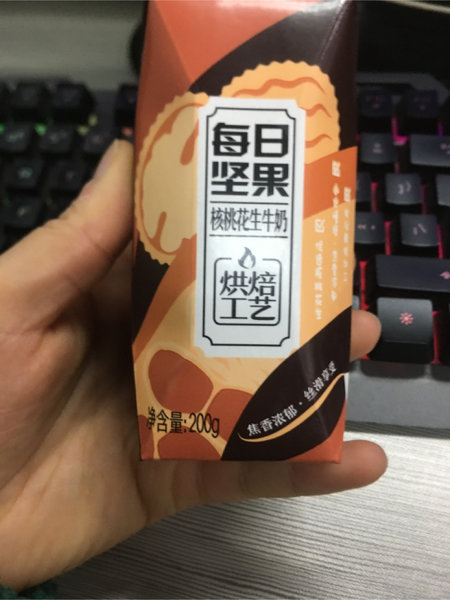 每日
坚果
核桃花生牛奶
烘焙
工艺
焦香浓郁·丝滑享受
净含量:200g